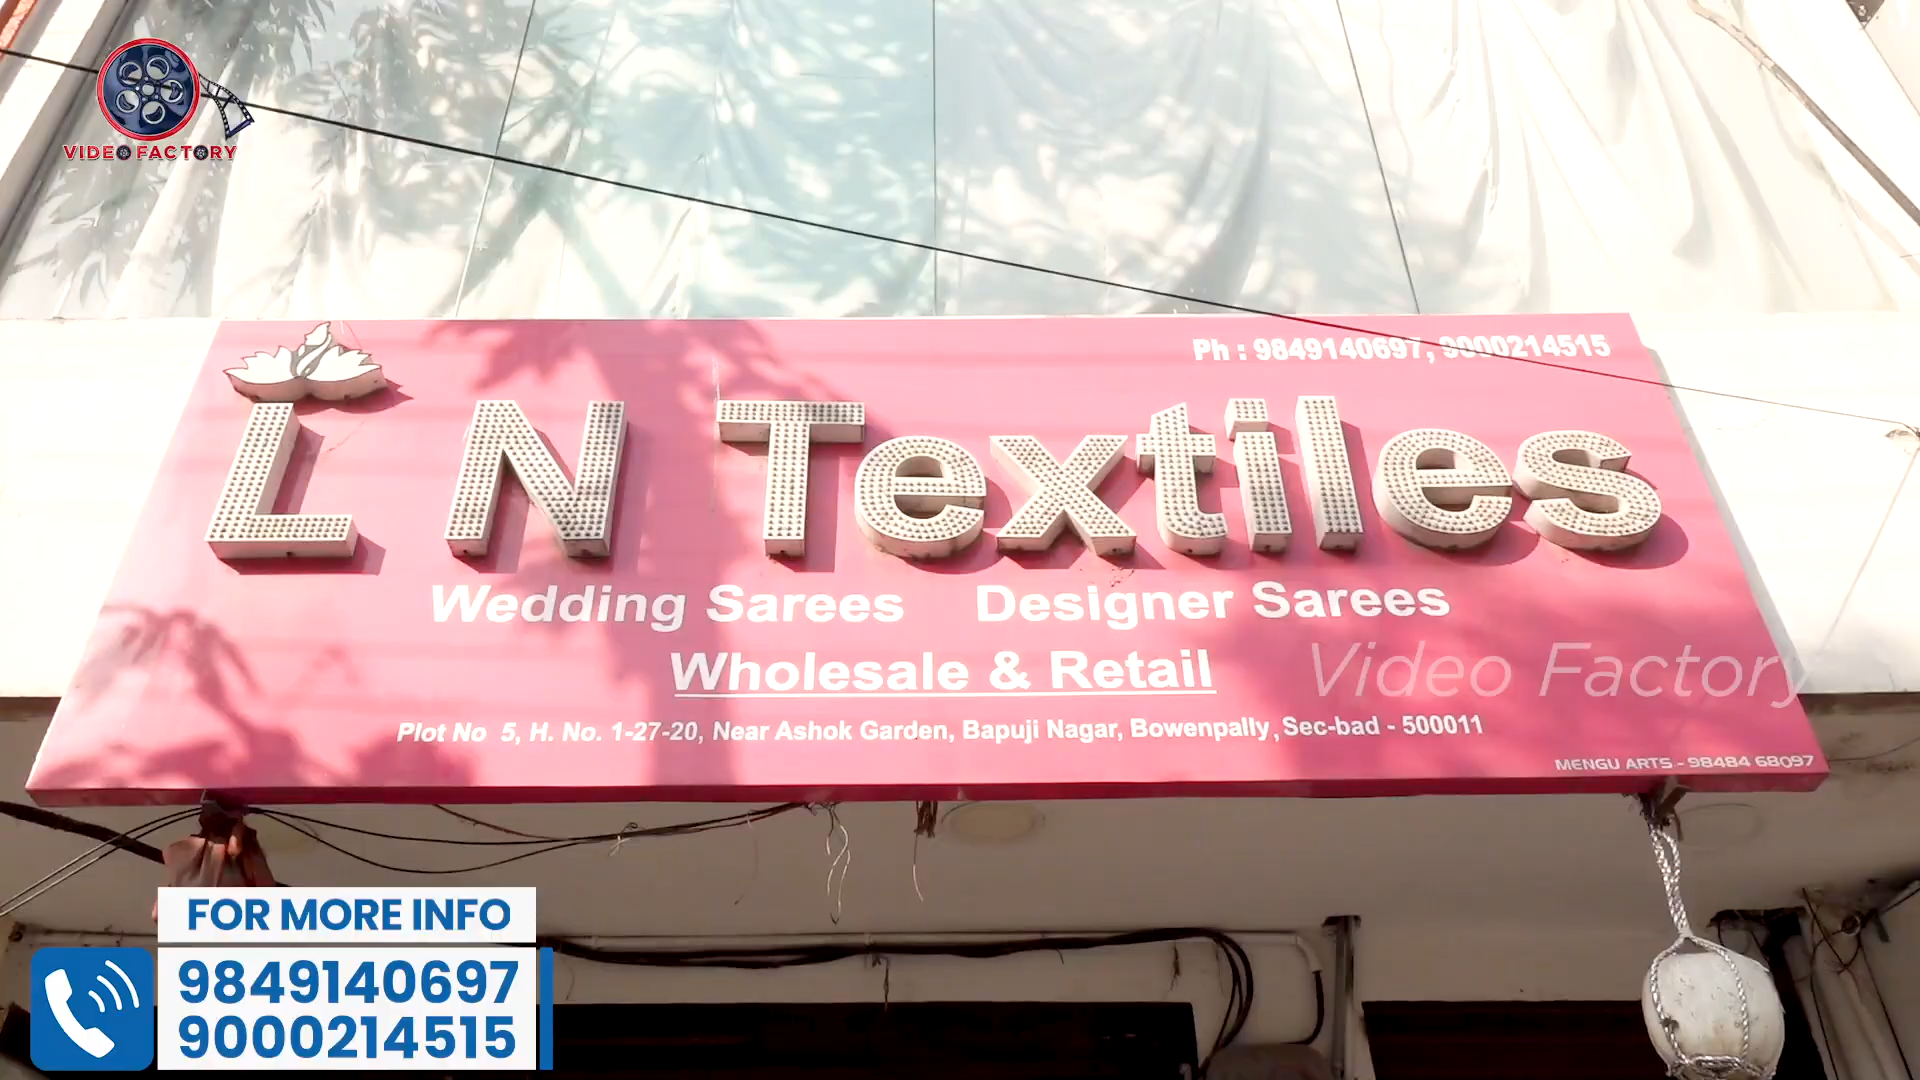 VIDEO FACTORY
Ph : 9849140697, 9000214515
L N Textiles
Wedding Sarees Designer Sarees
Wholesale & Retail
Video Factory
Plot No 5, H. No. 1-27-20, Near Ashok Garden, Bapuji Nagar, Bowenpally, Sec-bad - 500011
MENGU ARTS - 98484 68097
FOR MORE INFO
9849140697
9000214515